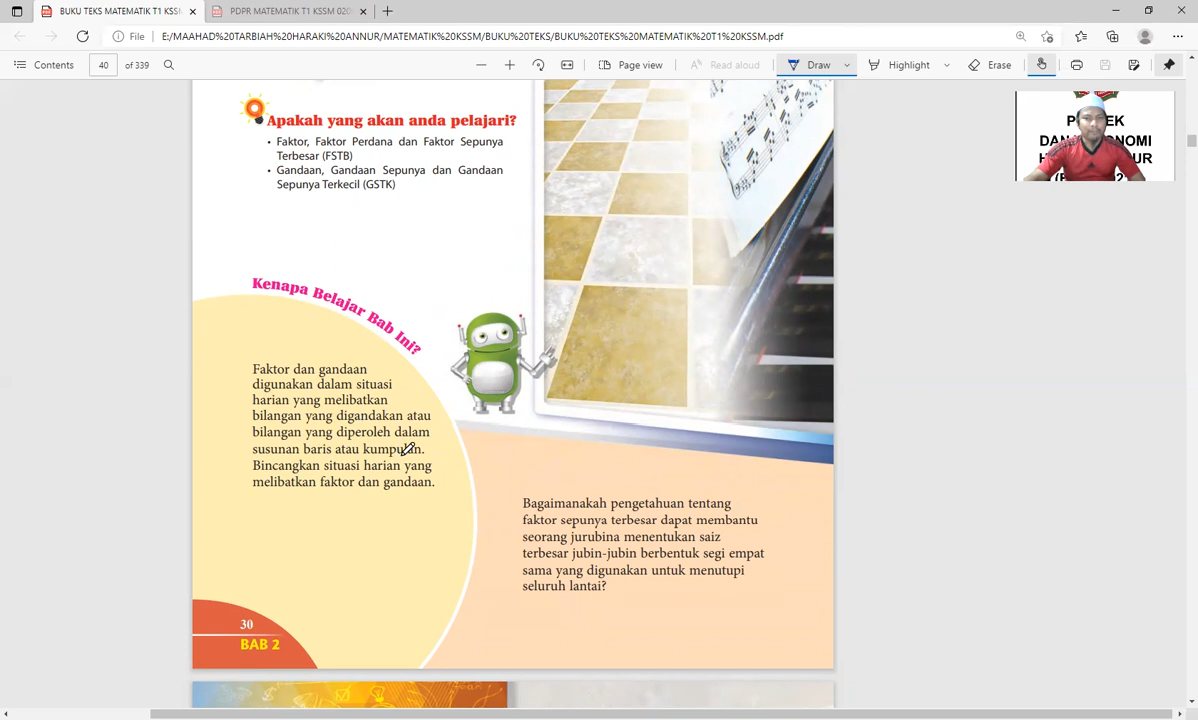 BUKU TEKS MATEMATIK T1 KSSM
PDPR MATEMATIK T1 KSSM 020
File
E:/MAAHAD%20TARBIAH%20HARAKI%20ANNUR/MATEMATIK%20KSSM/BUKU%20TEKS/BUKU%20TEKS%20MATEMATIK%20T1%20KSSM.pdf
Contents 40 of 339 Page view Read aloud Draw Highlight Erase
Apakah yang akan anda pelajari?
• Faktor, Faktor Perdana dan Faktor Sepunya
Terbesar (FSTB)
• Gandaan, Gandaan Sepunya dan Gandaan
Sepunya Terkecil (GSTK)
Kenapa Belajar Bab Ini?
Faktor dan gandaan
digunakan dalam situasi
harian yang melibatkan
bilangan yang digandakan atau
bilangan yang diperoleh dalam
susunan baris atau kumpulan.
Bincangkan situasi harian yang
melibatkan faktor dan gandaan.
Bagaimanakah pengetahuan tentang
faktor sepunya terbesar dapat membantu
seorang jurubina menentukan saiz
terbesar jubin-jubin berbentuk segi empat
sama yang digunakan untuk menutupi
seluruh lantai?
30
BAB 2